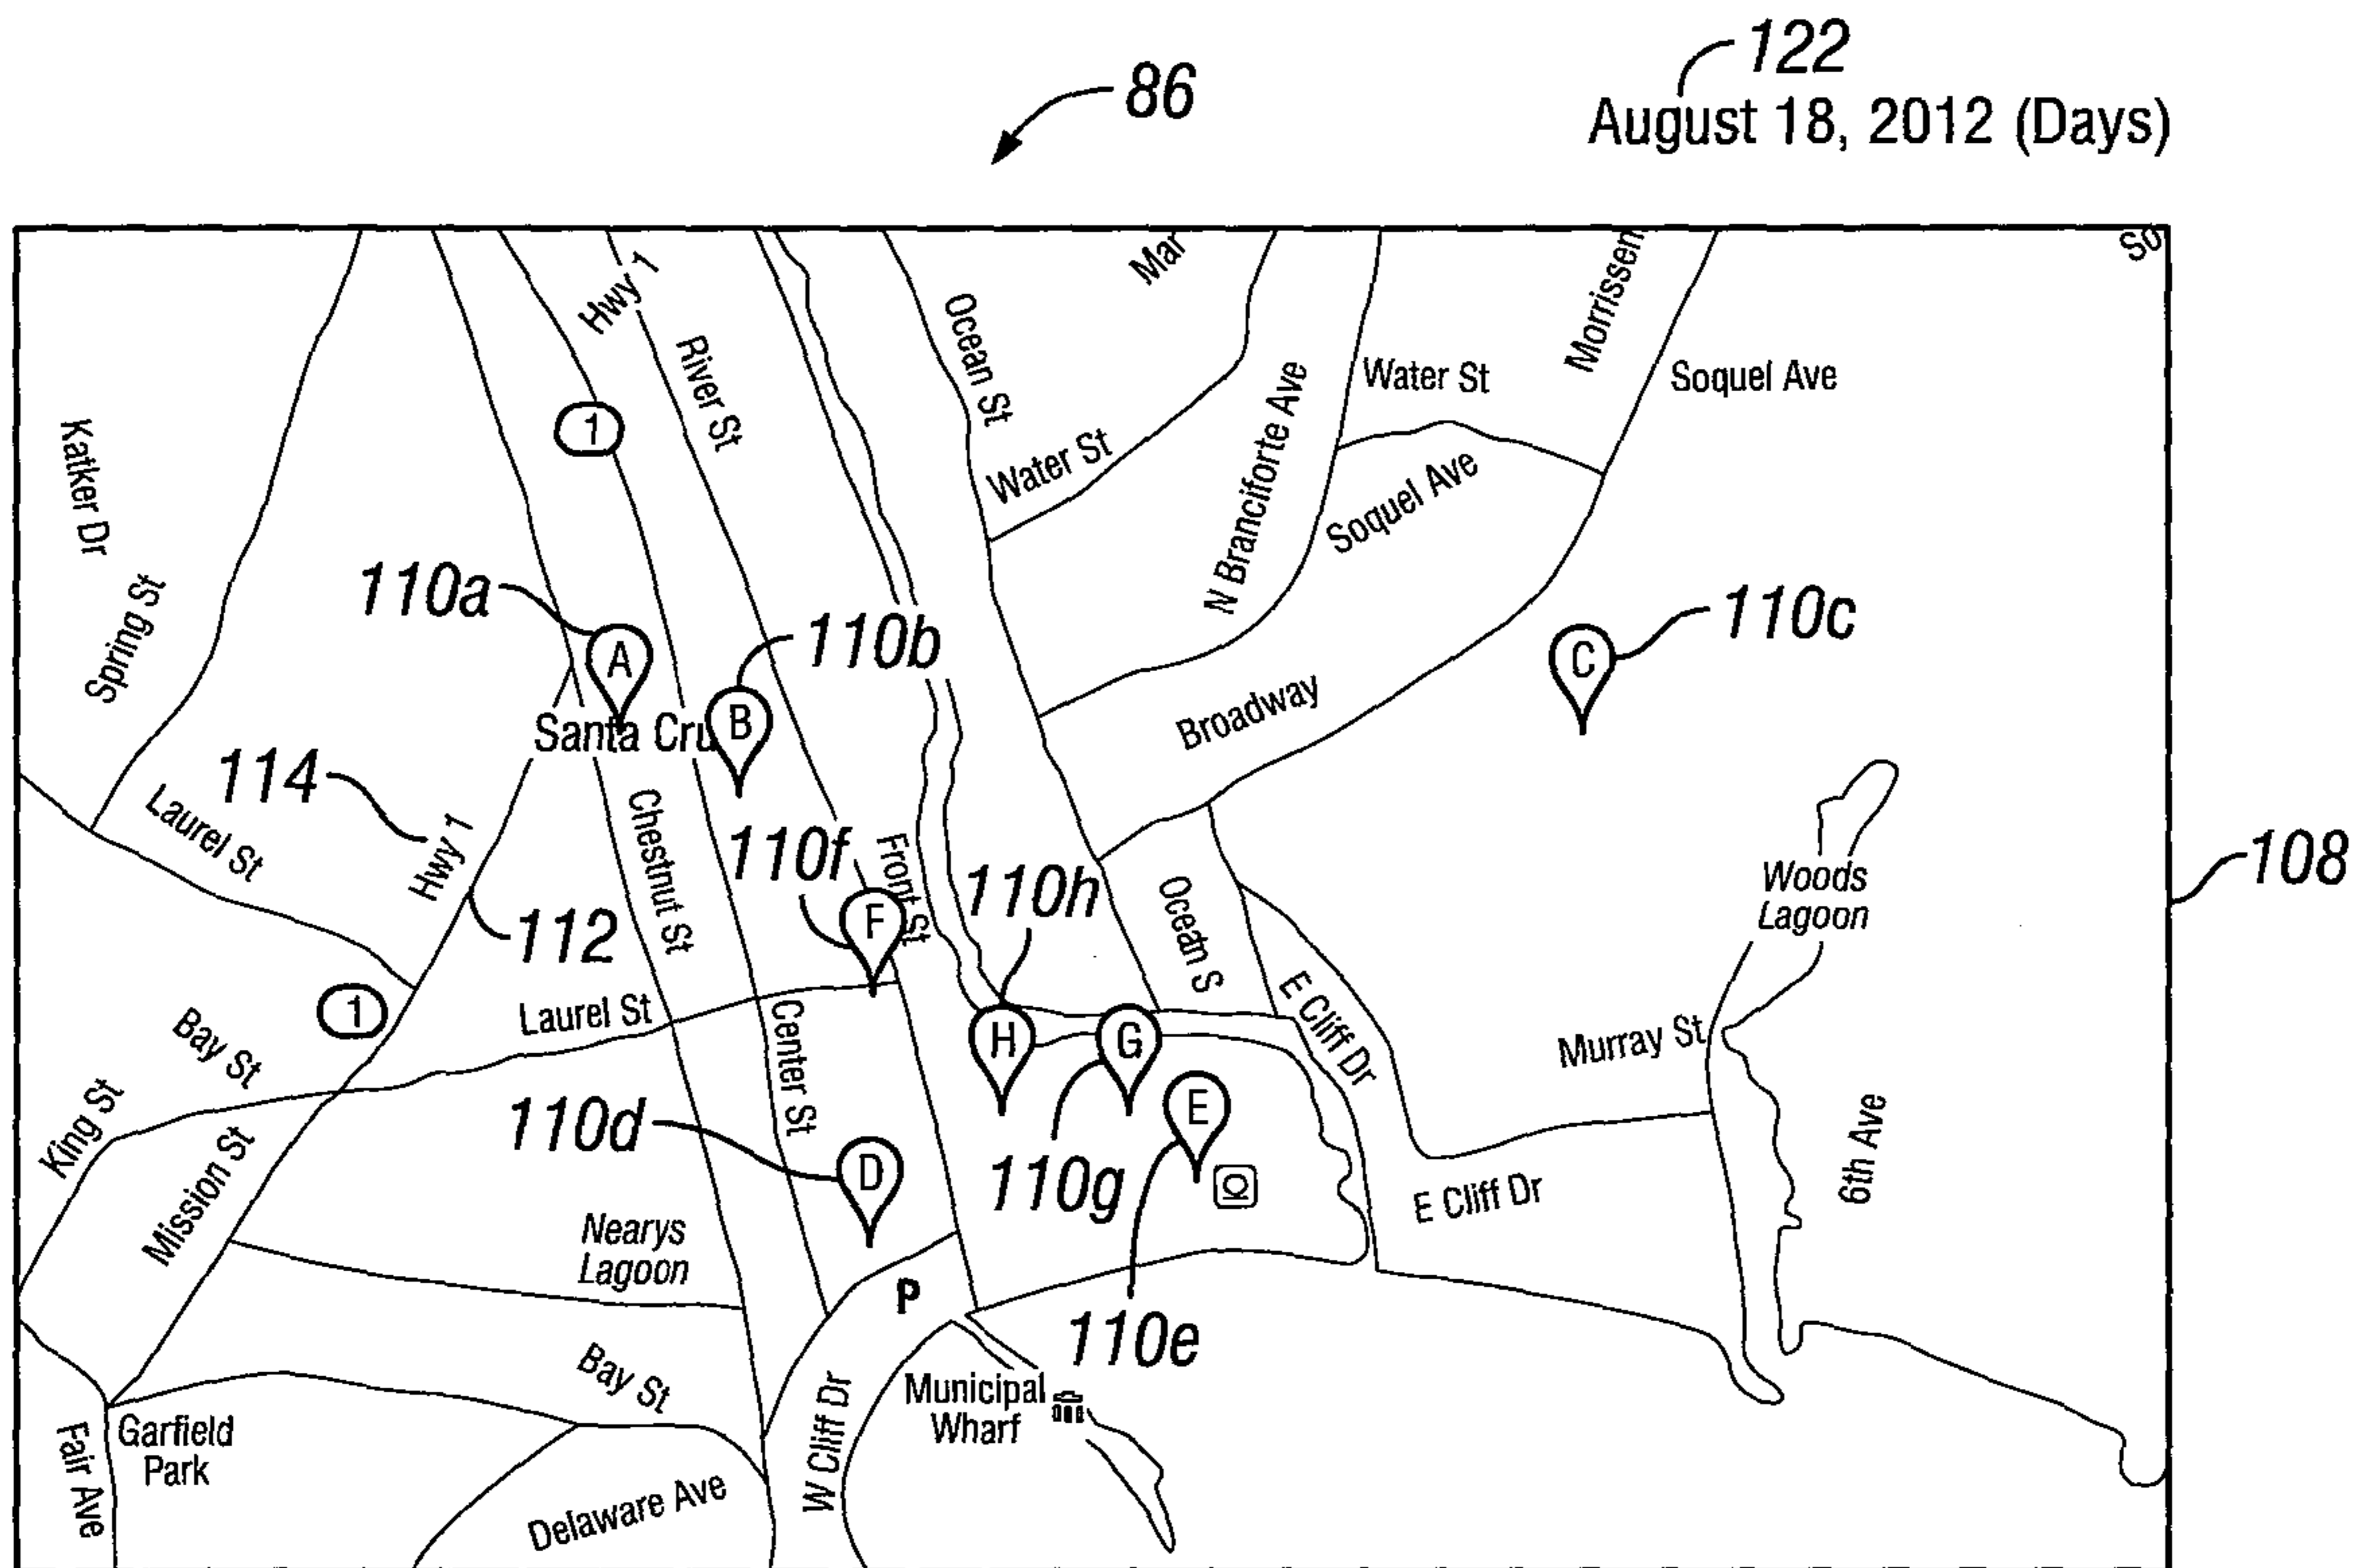 122
86
August 18, 2012 (Days)
Hwy 1
Mar
Morrissen
So
Ocean St
River St
Water St
Soquel Ave
1
Katker Dr
N Branciforte Ave
Water St
Soquel Ave
Spring St
110a
110b
110c
A
C
Santa Cru
B
Broadway
114
Laurel St
Hwy 1
Chestnut St
110f
Front St
110h
Woods
Lagoon
108
112
F
Ocean S
1
Laurel St
Center St
H
G
E Cliff Dr
Murray St
Bay St
King St
Mission St
110d
D
110g
E
E Cliff Dr
6th Ave
Nearys
Lagoon
P
110e
Bay St
W Cliff Dr
Municipal
Wharf
Garfield
Park
Fair Ave
Delaware Ave